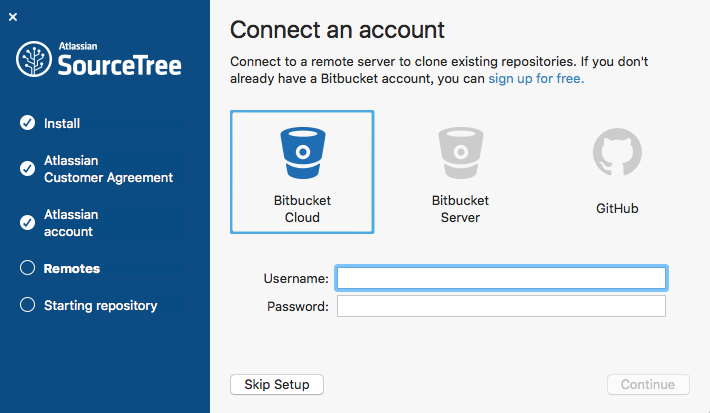 Atlassian
SourceTree
Install
Atlassian
Customer Agreement
Atlassian
account
Remotes
Starting repository
Connect an account
Connect to a remote server to clone existing repositories. If you don't
already have a Bitbucket account, you can sign up for free.
Bitbucket
Cloud
Bitbucket
Server
GitHub
Username:
Password:
Skip Setup
Continue